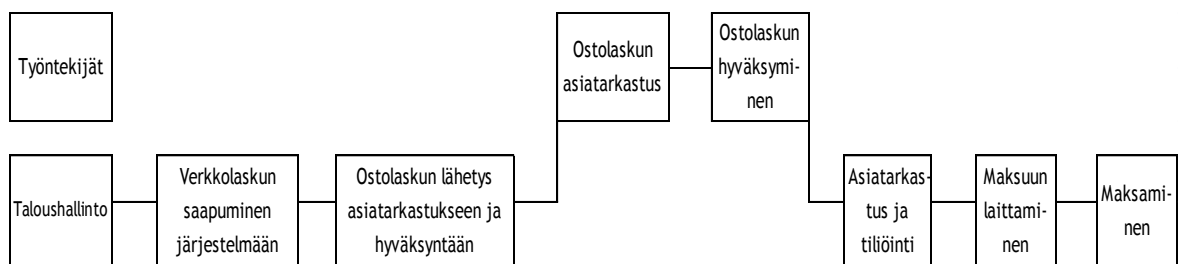 Työntekijät
Ostolaskun
asiatarkastus
Ostolaskun
hyväksymi-
nen
Taloushallinto
Verkkolaskun
saapuminen
järjestelmään
Ostolaskun lähetys
asiatarkastukseen ja
hyväksyntään
Asiatarkas-
tus ja
tiliöinti
Maksuun
laittami-
nen
Maksami-
nen